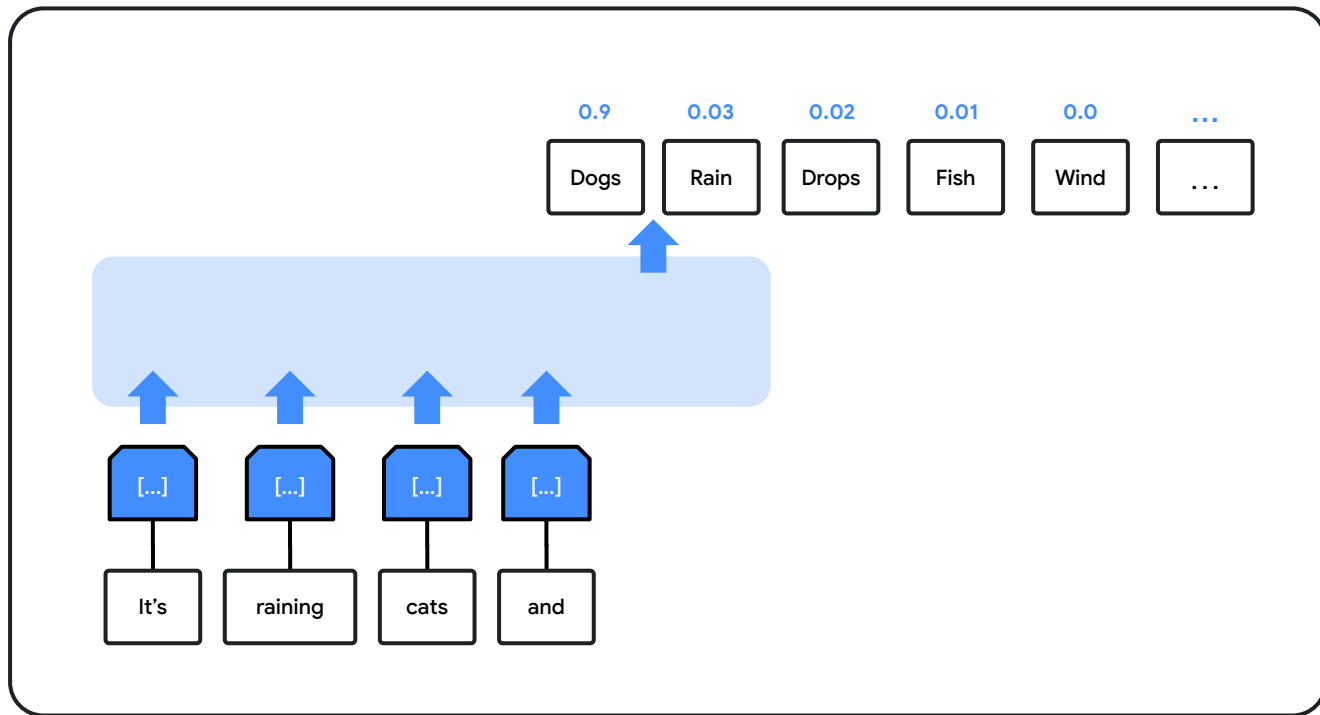 0.9 0.03 0.02 0.01 0.0 ...
Dogs Rain Drops Fish Wind ...
[...] [...] [...] [...]
It’s raining cats and